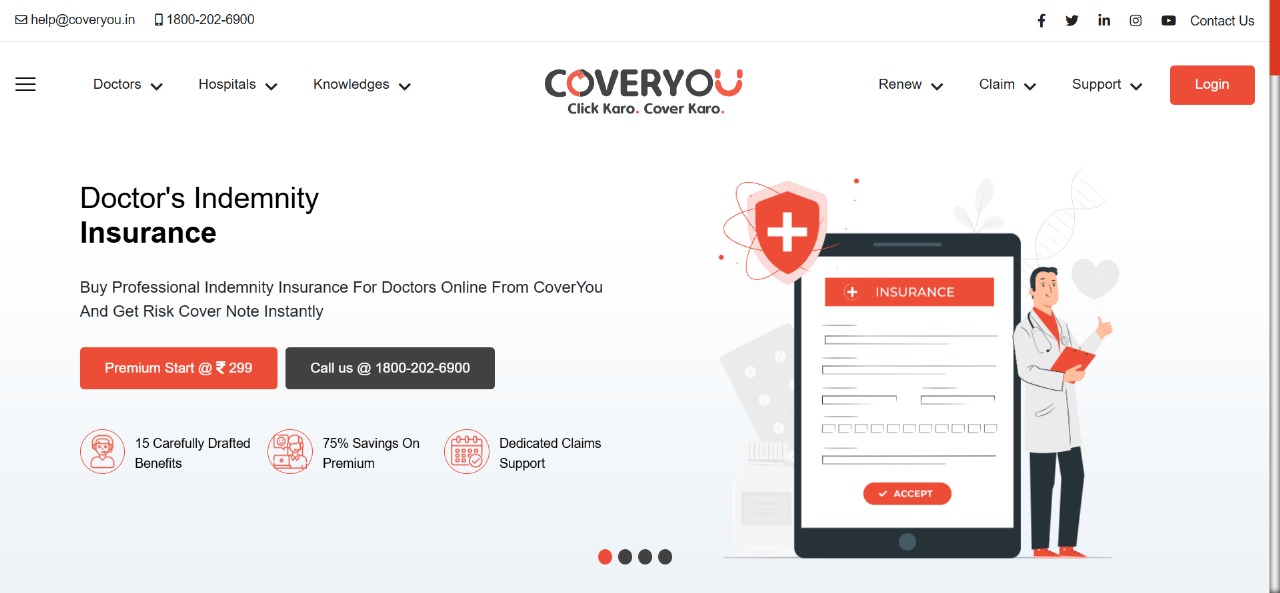 help@coveryou.in 1800-202-6900 Contact Us
Doctors Hospitals Knowledges COVERYOU Renew Claim Support Login
Click Karo. Cover Karo.
Doctor's Indemnity
Insurance
Buy Professional Indemnity Insurance For Doctors Online From CoverYou
And Get Risk Cover Note Instantly
Premium Start @ ₹ 299 Call us @ 1800-202-6900
15 Carefully Drafted
Benefits
75% Savings On
Premium
Dedicated Claims
Support
INSURANCE
ACCEPT